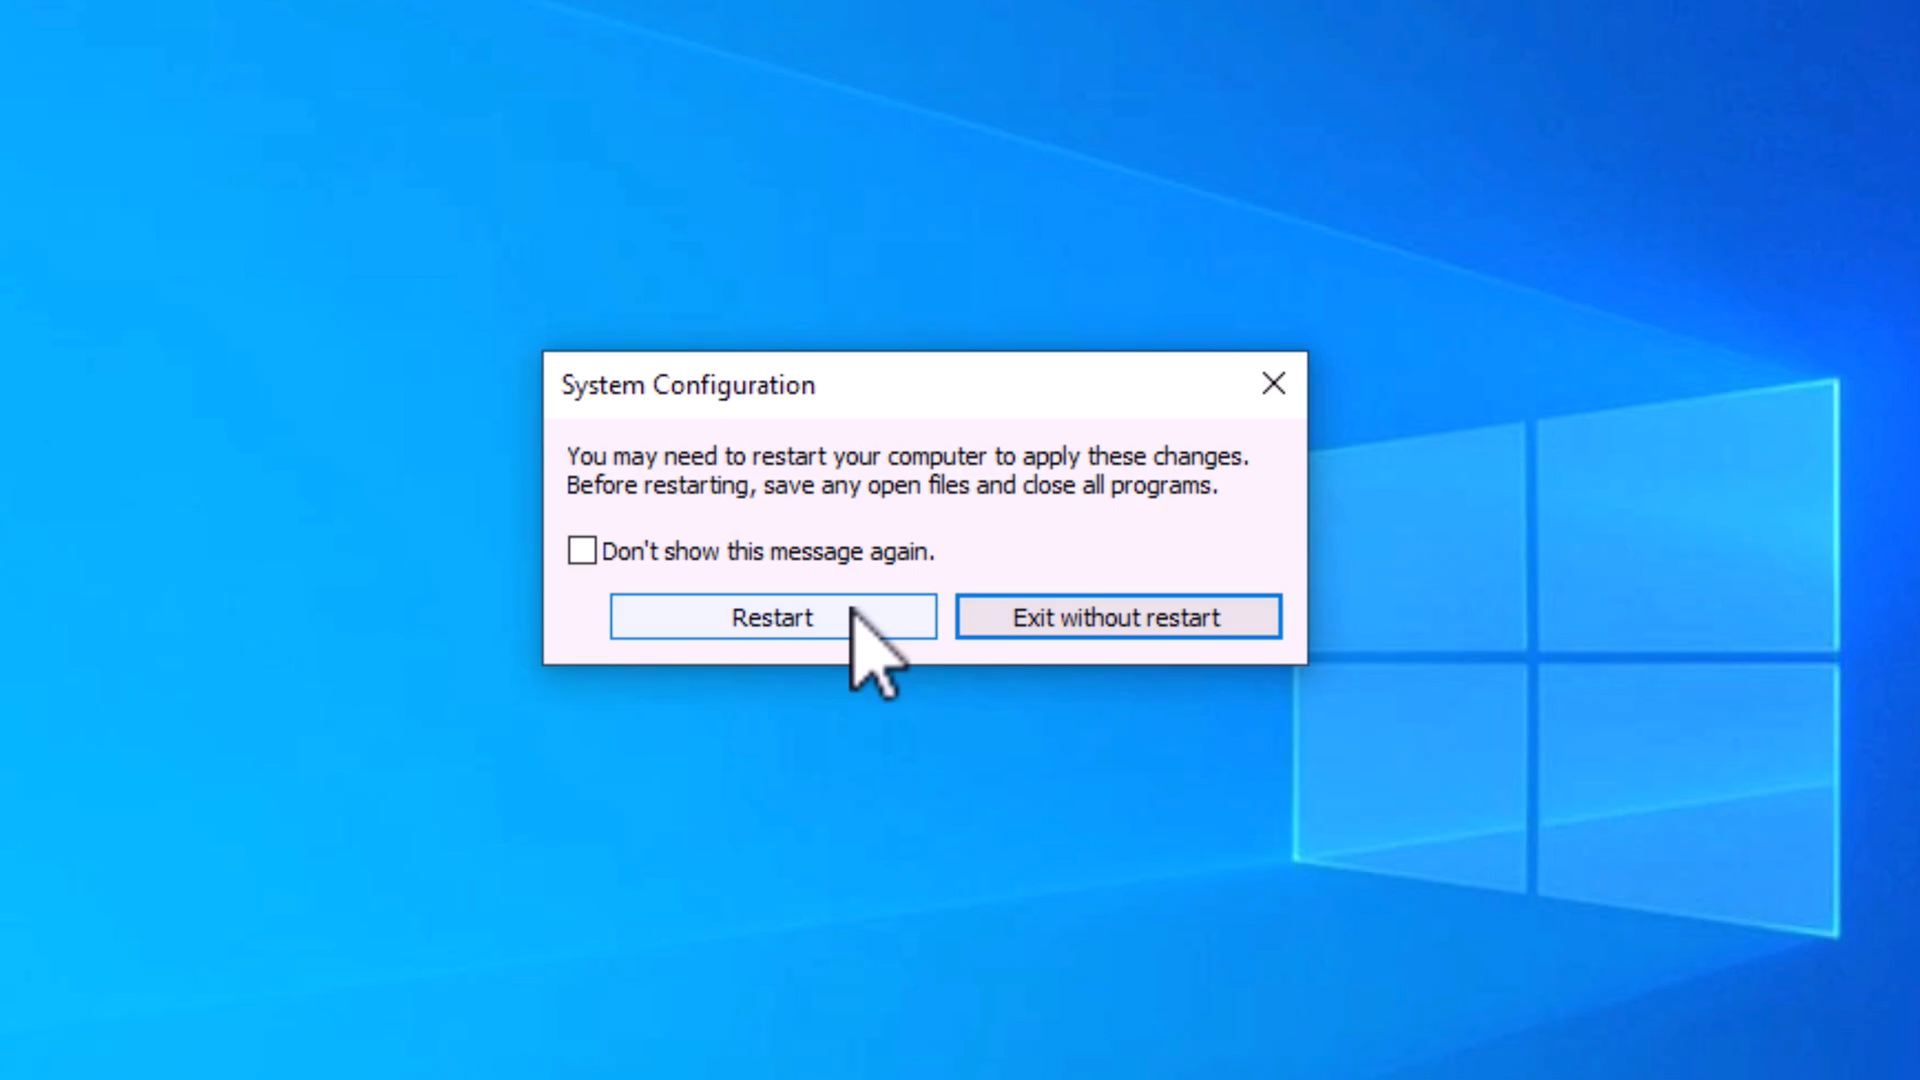 System Configuration
You may need to restart your computer to apply these changes.
Before restarting, save any open files and close all programs.
Don't show this message again.
Restart
Exit without restart